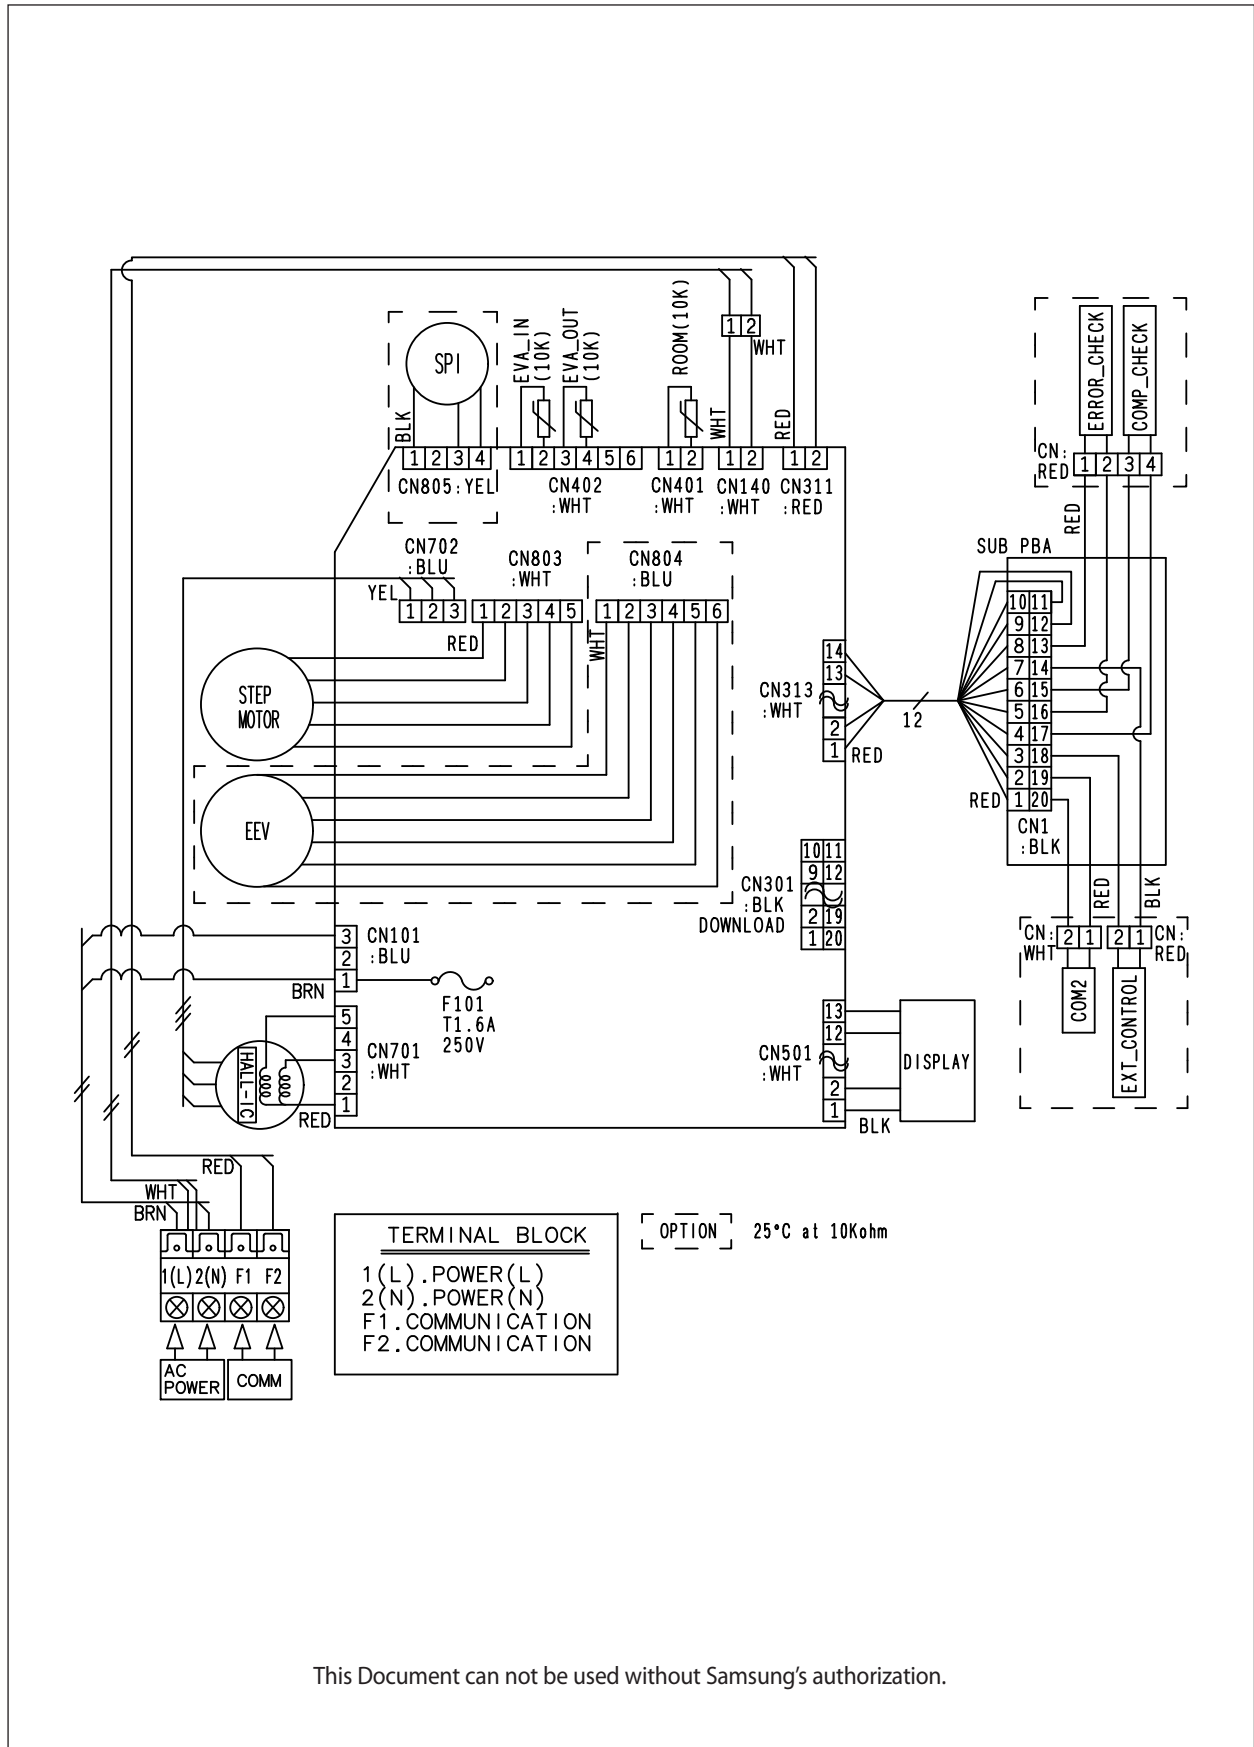 SPI
BLK
EVA_IN
(10K)
EVA_OUT
(10K)
ROOM(10K)
1 2
WHT
WHT
RED
1 2 3 4
CN805:YEL
1 2 3 4 5 6
CN402
:WHT
1 2
CN401
:WHT
1 2
CN140
:WHT
1 2
CN311
:RED
ERROR_CHECK
COMP_CHECK
CN:
RED
1 2 3 4
RED
CN702
:BLU
YEL
1 2 3
CN803
:WHT
1 2 3 4 5
RED
CN804
:BLU
1 2 3 4 5 6
WHT
STEP
MOTOR
EEV
14
13
CN313
:WHT
2
1
RED
12
SUB PBA
10 11
9 12
8 13
7 14
6 15
5 16
4 17
3 18
2 19
RED
1 20
CN1
:BLK
10 11
9 12
CN301
:BLK
DOWNLOAD
2 19
1 20
RED
BLK
CN:
WHT
2 1
2 1
CN:
RED
COM2
EXT_CONTROL
3
CN101
:BLU
2
1
BRN
F101
T1.6A
250V
5
4
CN701
:WHT
3
2
1
RED
HALL-IC
13
12
CN501
:WHT
2
1
BLK
DISPLAY
RED
WHT
BRN
1(L) 2(N) F1 F2
AC
POWER
COMM
TERMINAL BLOCK
1(L).POWER(L)
2(N).POWER(N)
F1.COMMUNICATION
F2.COMMUNICATION
OPTION
25°C at 10Kohm
This Document can not be used without Samsung’s authorization.